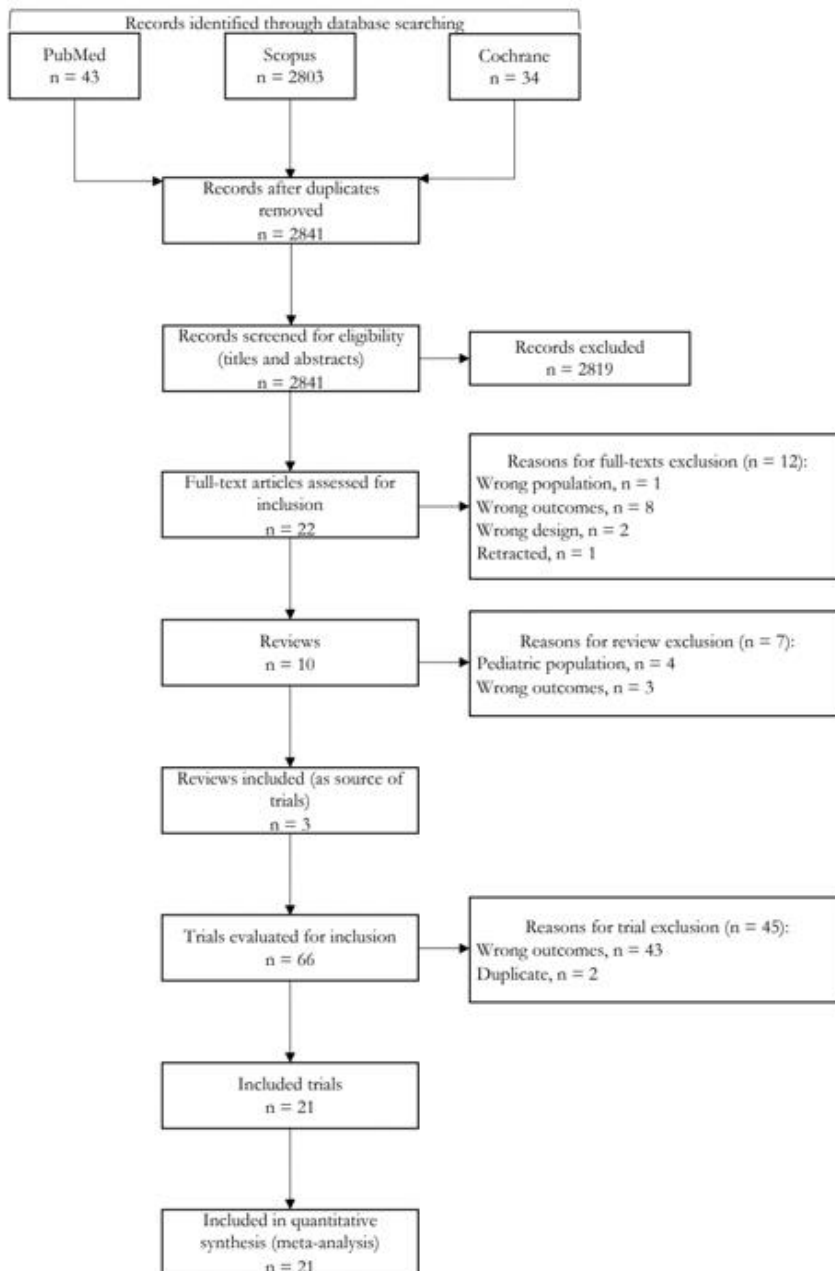 Records identified through database searching
PubMed
n = 43
Scopus
n = 2803
Cochrane
n = 34
Records after duplicates
removed
n = 2841
Records screened for eligibility
(titles and abstracts)
n = 2841
Records excluded
n = 2819
Full-text articles assessed for
inclusion
n = 22
Reasons for full-texts exclusion (n = 12):
Wrong population, n = 1
Wrong outcomes, n = 8
Wrong design, n = 2
Retracted, n = 1
Reviews
n = 10
Reasons for review exclusion (n = 7):
Pediatric population, n = 4
Wrong outcomes, n = 3
Reviews included (as source of
trials)
n = 3
Trials evaluated for inclusion
n = 66
Reasons for trial exclusion (n = 45):
Wrong outcomes, n = 43
Duplicate, n = 2
Included trials
n = 21
Included in quantitative
synthesis (meta-analysis)
n = 21